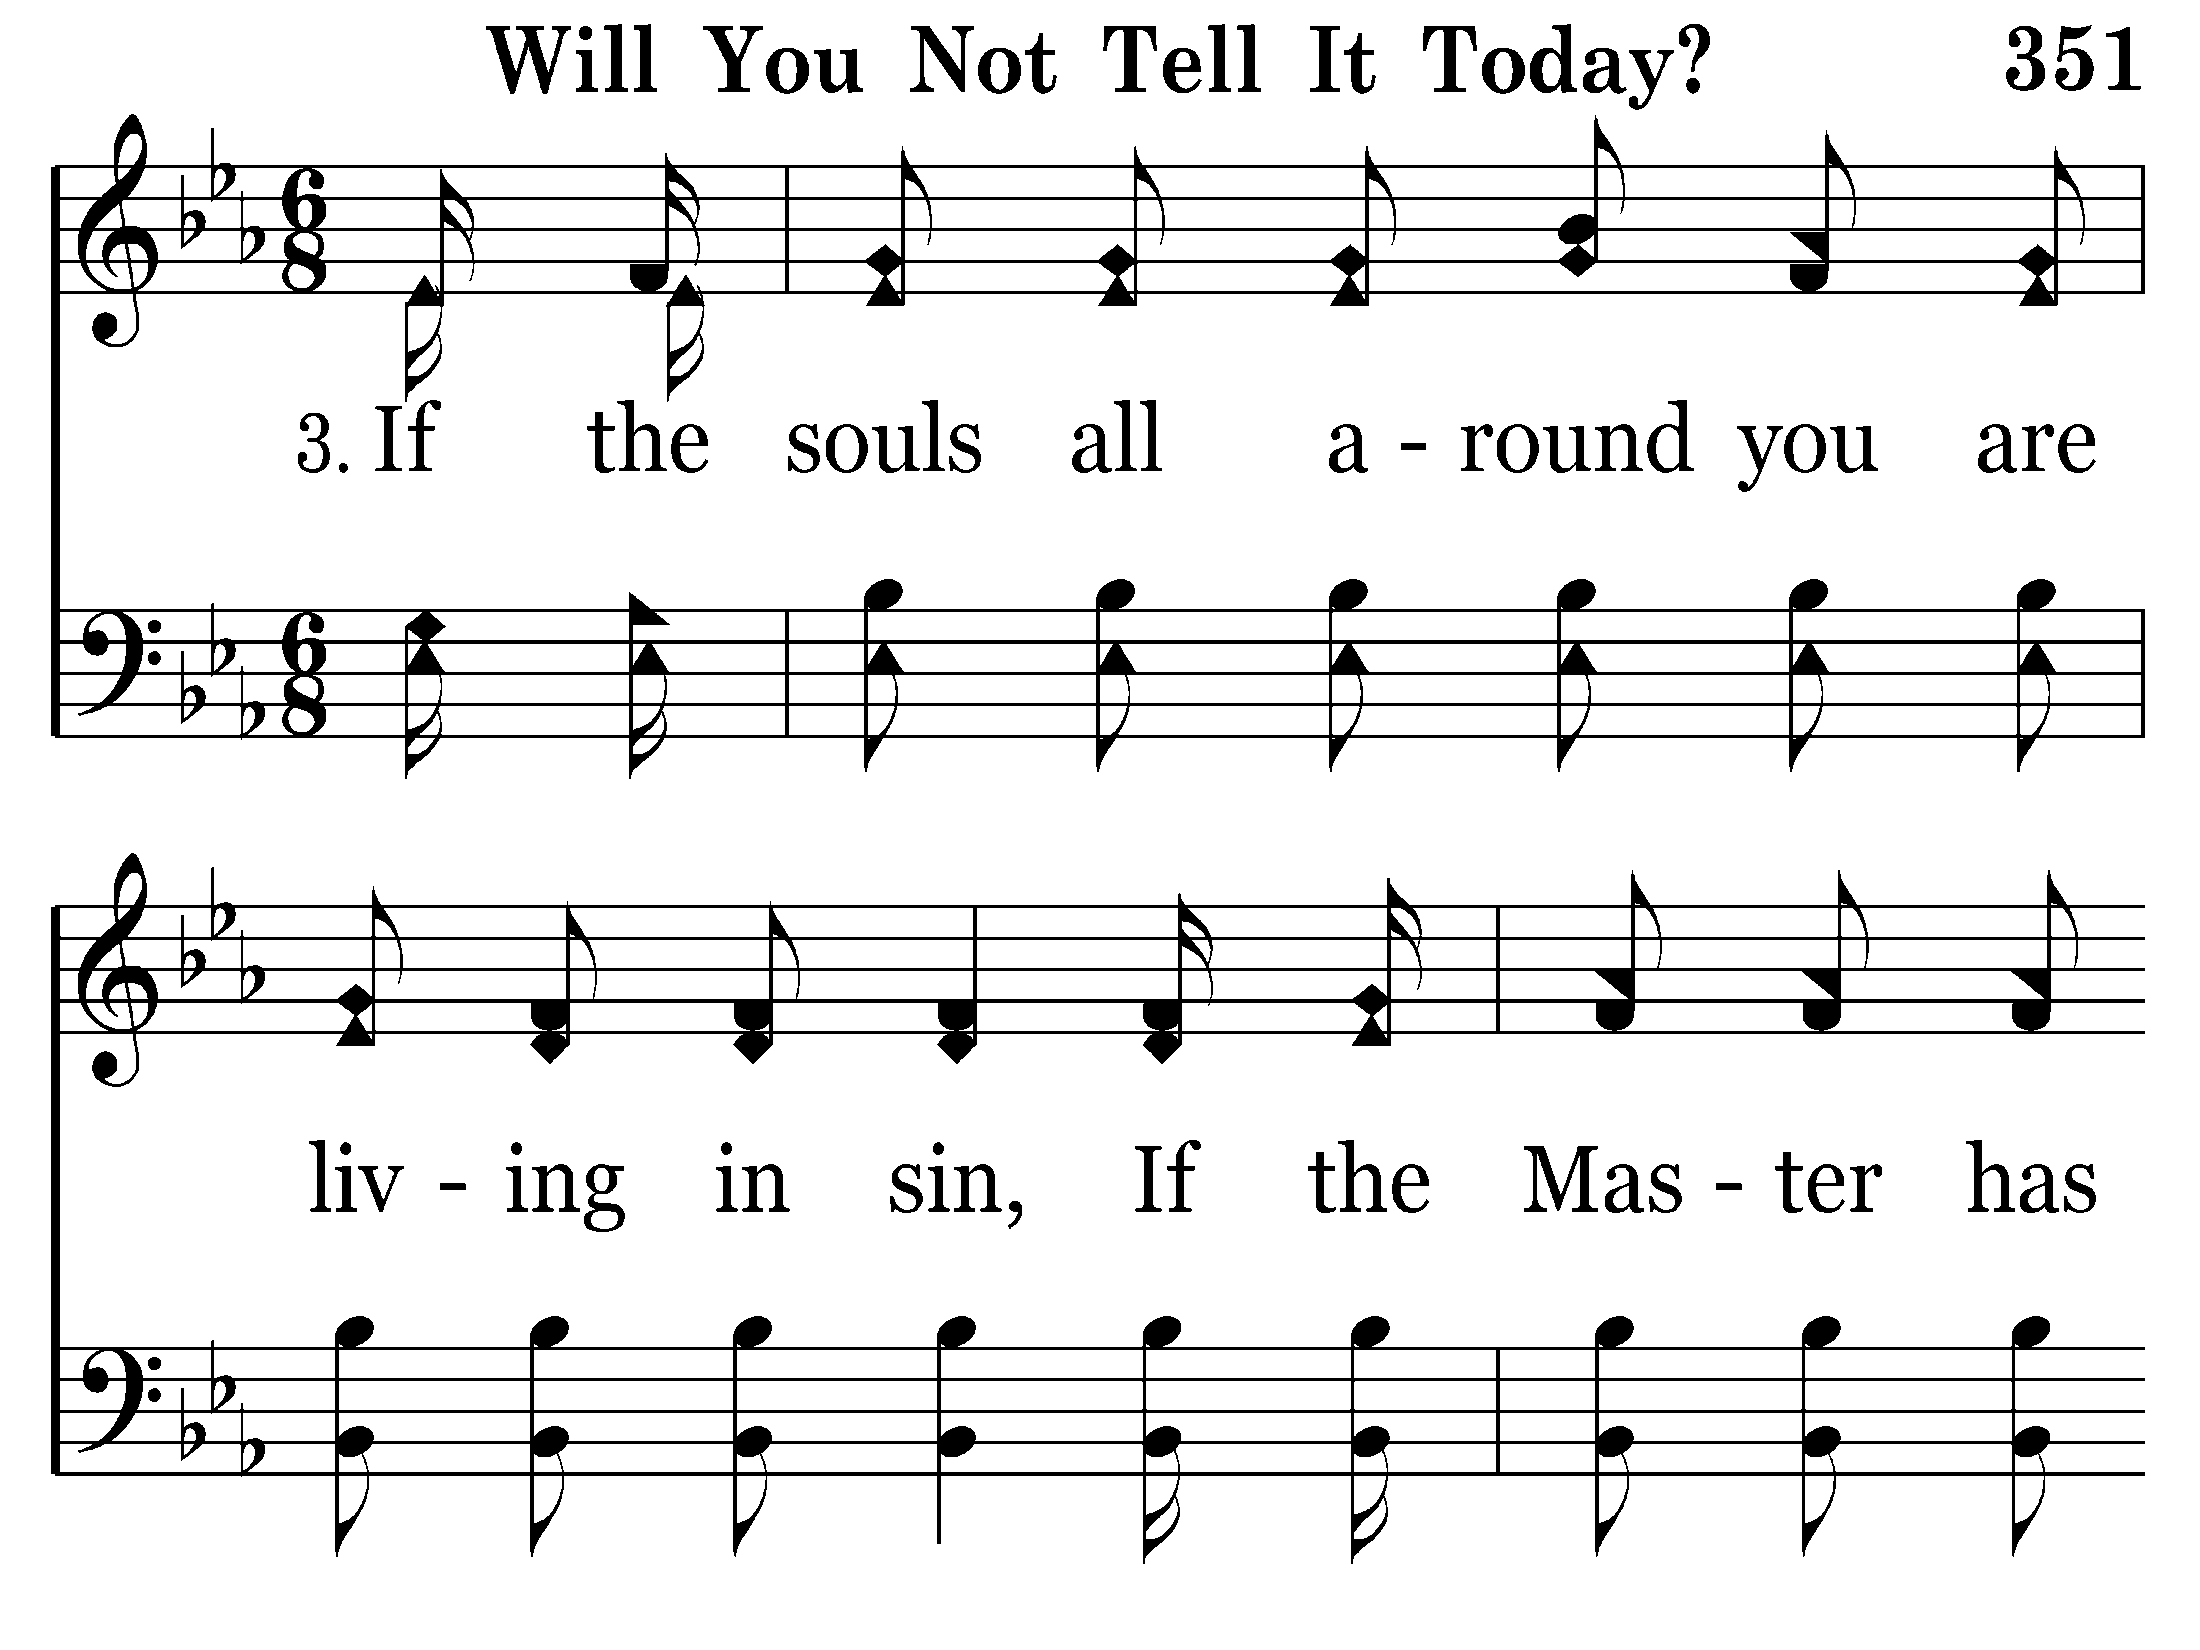 Will You Not Tell It Today? 351
3. If the souls all a - round you are
liv - ing in sin, If the Mas - ter has